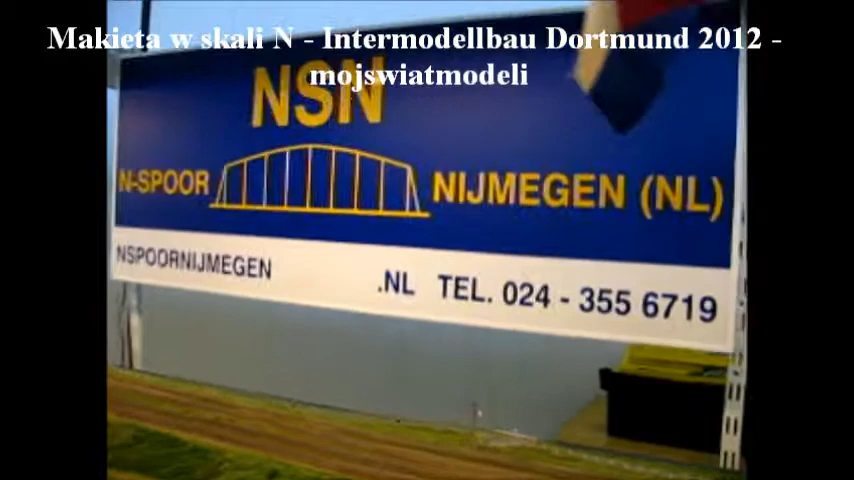 Makieta w skali N - Intermodellbau Dortmund 2012 -
mojswiatmodeli
NSN
N-SPOOR NIJMEGEN (NL)
NSPOORNIJMEGEN .NL TEL. 024 - 355 6719